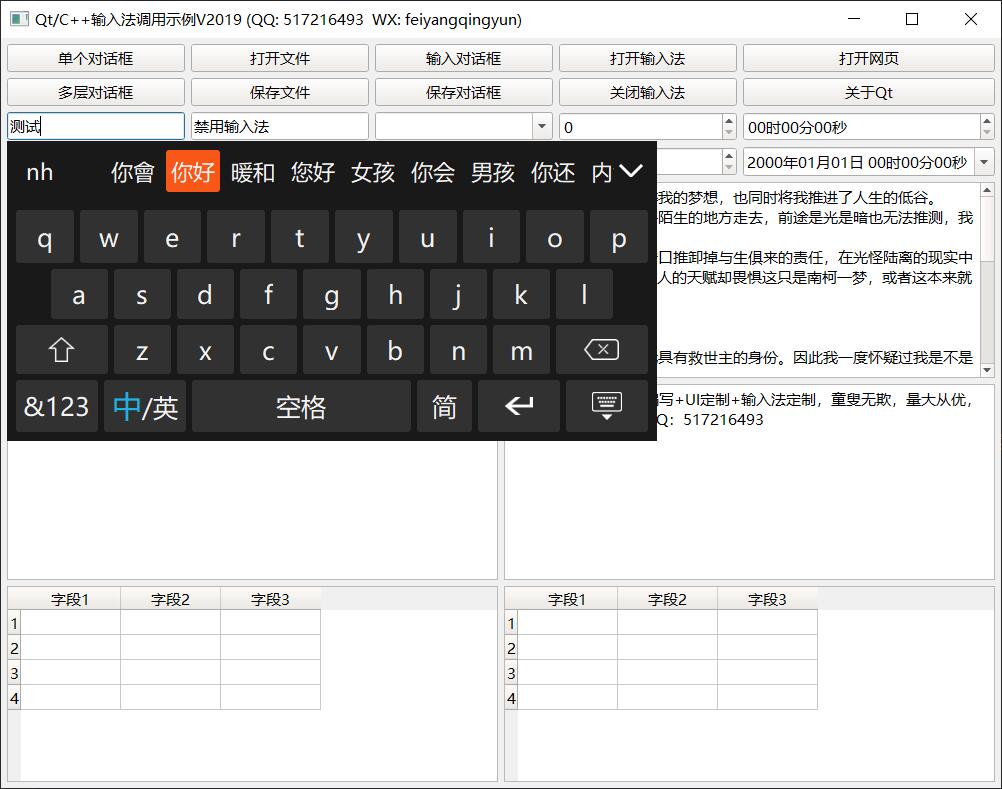 Qt/C++输入法调用示例V2019 (QQ: 517216493 WX: feiyangqingyun)
单个对话框 打开文件 输入对话框 打开输入法 打开网页
多层对话框 保存文件 保存对话框 关闭输入法 关于Qt
测试 禁用输入法 0 00时00分00秒
2000年01月01日 00时00分00秒
nh 你會 你好 暖和 您好 女孩 你会 男孩 你还 内
q w e r t y u i o p
a s d f g h j k l
z x c v b n m
&123 中/英 空格 简
我的梦想，也同时将我推进了人生的低谷。
陌生的地方走去，前途是光是暗也无法推测，我
口推卸掉与生俱来的责任，在光怪陆离的现实中
人的天赋却畏惧这只是南柯一梦，或者这本来就
具有救世主的身份。因此我一度怀疑过我是不是
写+UI定制+输入法定制，童叟无欺，量大从优，
Q：517216493
字段1 字段2 字段3
1
2
3
4
字段1 字段2 字段3
1
2
3
4